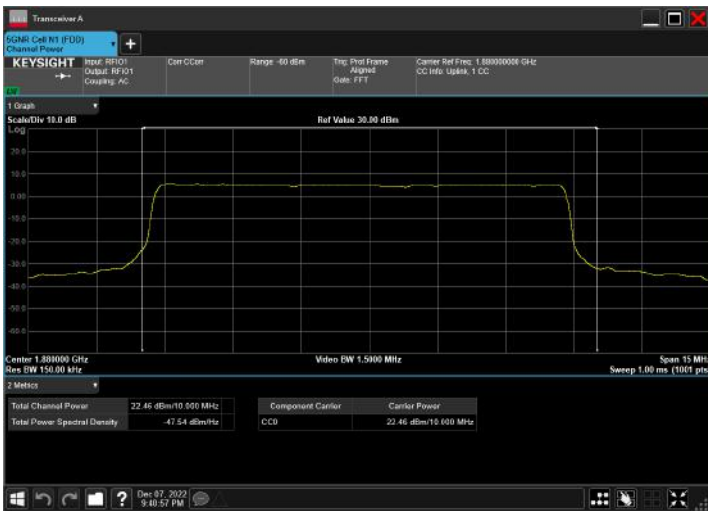 Transceiver A
5GNR Cell N1 (FDD)
Channel Power
KEYSIGHT
Input: RFIO1
Output: RFIO1
Coupling: AC
Corr CCorr
Range: -60 dBm
Trig: Prot Frame
Aligned
Gate: FFT
Carrier Ref Freq: 1.880000000 GHz
CC Info: Uplink, 1 CC
1 Graph
Scale/Div 10.0 dB
Ref Value 30.00 dBm
Log
20.0
10.0
0.00
-10.0
-20.0
-30.0
-40.0
-50.0
-60.0
Center 1.880000 GHz
Video BW 1.5000 MHz
Span 15 MHz
Res BW 150.00 kHz
Sweep 1.00 ms (1001 pts
2 Metrics
Total Channel Power 22.46 dBm/10.000 MHz
Total Power Spectral Density -47.54 dBm/Hz
Component Carrier Carrier Power
CC0 22.46 dBm/10.000 MHz
Dec 07, 2022
9:40:57 PM